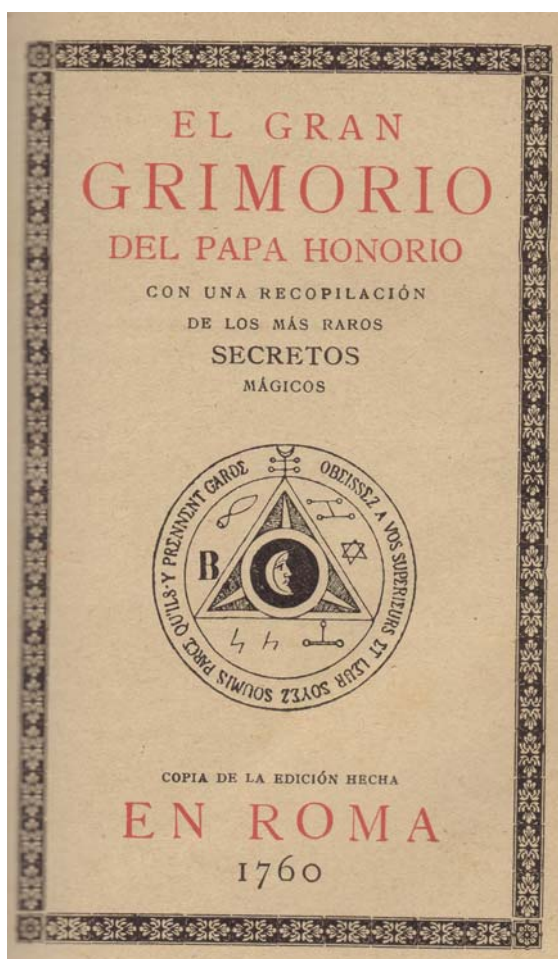 EL GRAN
GRIMORIO
DEL PAPA HONORIO
CON UNA RECOPILACIÓN
DE LOS MÁS RAROS
SECRETOS
MÁGICOS
OBEISSEZ A VOS SUPERIEURS ET LEUR SOYEZ SOUMIS PARCE QU'ILS·Y PRENNENT GARDE
B
COPIA DE LA EDICIÓN HECHA
EN ROMA
1760